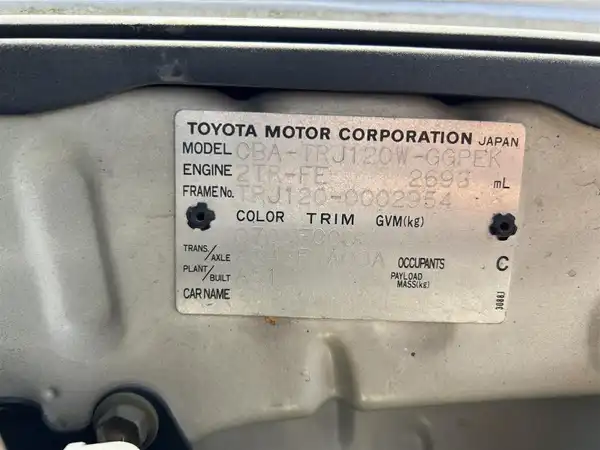 TOYOTA MOTOR CORPORATION JAPAN
MODEL CBA-TRJ120W-GGPEK
ENGINE 2TR-FE 2693 mL
FRAME No. TRJ120-0002954
COLOR TRIM GVM(kg)
TRANS./AXLE OCCUPANTS C
PLANT/BUILT A51 PAYLOAD MASS(kg)
CAR NAME